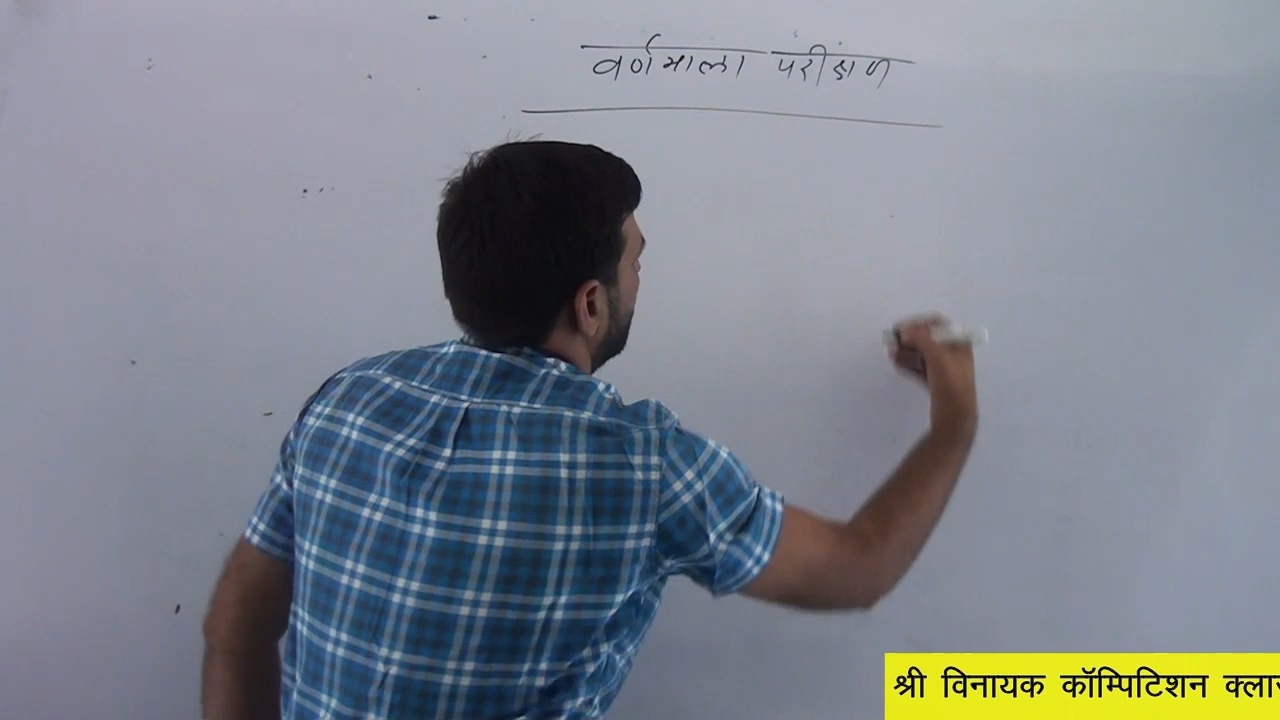 वर्णमाला परीक्षण
श्री विनायक कॉम्पिटिशन क्लास